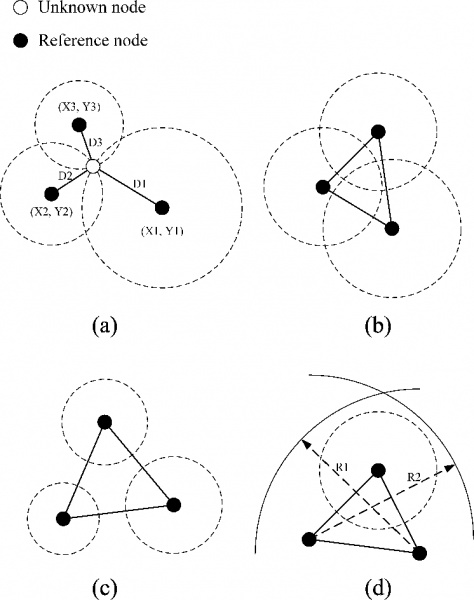 Unknown node
Reference node
(X3, Y3)
D3
D2
D1
(X2, Y2)
(X1, Y1)
(a)
(b)
R1
R2
(c)
(d)